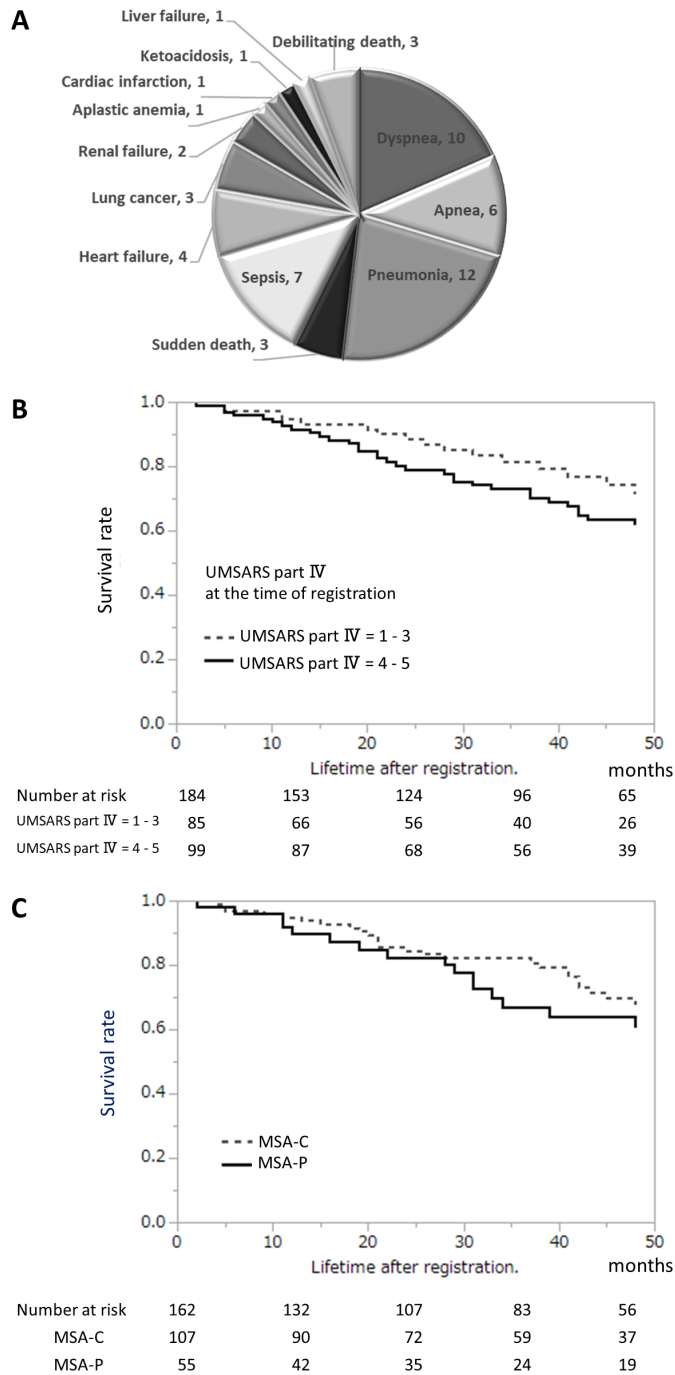 A
Liver failure, 1
Debilitating death, 3
Ketoacidosis, 1
Cardiac infarction, 1
Aplastic anemia, 1
Dyspnea, 10
Renal failure, 2
Lung cancer, 3
Apnea, 6
Heart failure, 4
Sepsis, 7
Pneumonia, 12
Sudden death, 3
B
1.0
0.8
0.6
0.4
0.2
0.0
Survival rate
UMSARS part Ⅳ
at the time of registration
UMSARS part Ⅳ = 1 - 3
UMSARS part Ⅳ = 4 - 5
0 10 20 30 40 50
Lifetime after registration. months
Number at risk 184 153 124 96 65
UMSARS part Ⅳ = 1 - 3 85 66 56 40 26
UMSARS part Ⅳ = 4 - 5 99 87 68 56 39
C
1.0
0.8
0.6
0.4
0.2
0.0
Survival rate
MSA-C
MSA-P
0 10 20 30 40 50
Lifetime after registration. months
Number at risk 162 132 107 83 56
MSA-C 107 90 72 59 37
MSA-P 55 42 35 24 19